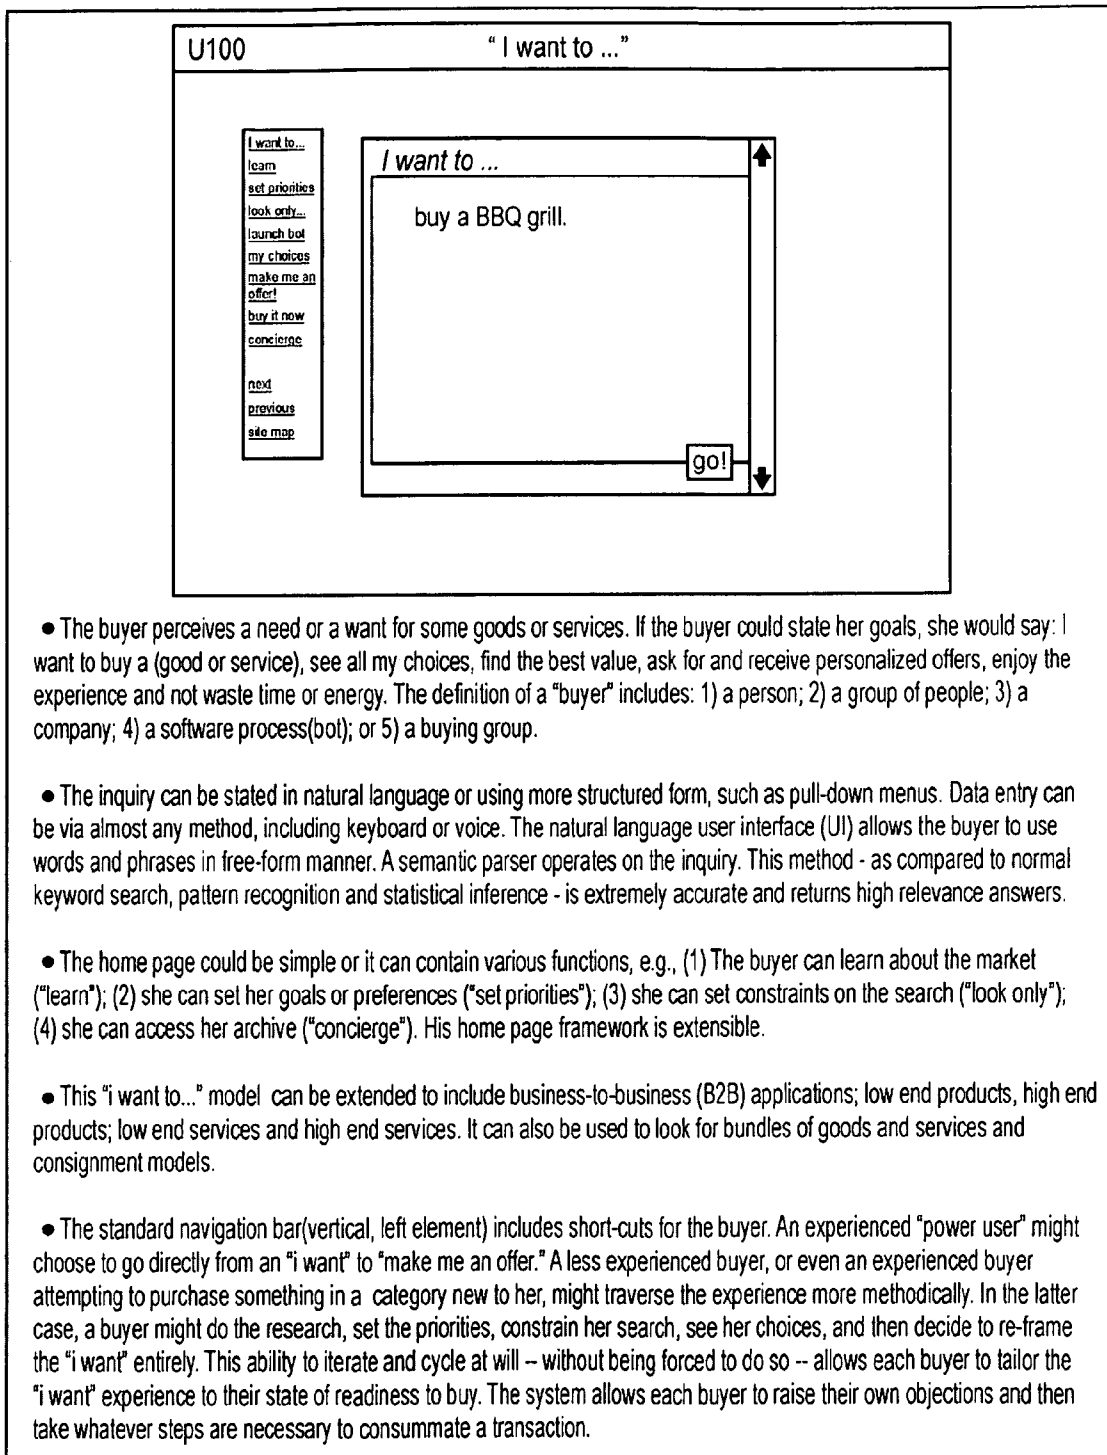 U100
" I want to ..."
I want to...
learn
set priorities
look only...
launch bot
my choices
make me an
offer!
buy it now
concierge
next
previous
site map
I want to ...
buy a BBQ grill.
go!
● The buyer perceives a need or a want for some goods or services. If the buyer could state her goals, she would say: I
want to buy a (good or service), see all my choices, find the best value, ask for and receive personalized offers, enjoy the
experience and not waste time or energy. The definition of a "buyer" includes: 1) a person; 2) a group of people; 3) a
company; 4) a software process(bot); or 5) a buying group.
● The inquiry can be stated in natural language or using more structured form, such as pull-down menus. Data entry can
be via almost any method, including keyboard or voice. The natural language user interface (UI) allows the buyer to use
words and phrases in free-form manner. A semantic parser operates on the inquiry. This method - as compared to normal
keyword search, pattern recognition and statistical inference - is extremely accurate and returns high relevance answers.
● The home page could be simple or it can contain various functions, e.g., (1) The buyer can learn about the market
("learn"); (2) she can set her goals or preferences ("set priorities"); (3) she can set constraints on the search ("look only");
(4) she can access her archive ("concierge"). His home page framework is extensible.
● This "i want to..." model can be extended to include business-to-business (B2B) applications; low end products, high end
products; low end services and high end services. It can also be used to look for bundles of goods and services and
consignment models.
● The standard navigation bar(vertical, left element) includes short-cuts for the buyer. An experienced "power user" might
choose to go directly from an "i want" to "make me an offer." A less experienced buyer, or even an experienced buyer
attempting to purchase something in a category new to her, might traverse the experience more methodically. In the latter
case, a buyer might do the research, set the priorities, constrain her search, see her choices, and then decide to re-frame
the "i want" entirely. This ability to iterate and cycle at will -- without being forced to do so -- allows each buyer to tailor the
"i want" experience to their state of readiness to buy. The system allows each buyer to raise their own objections and then
take whatever steps are necessary to consummate a transaction.